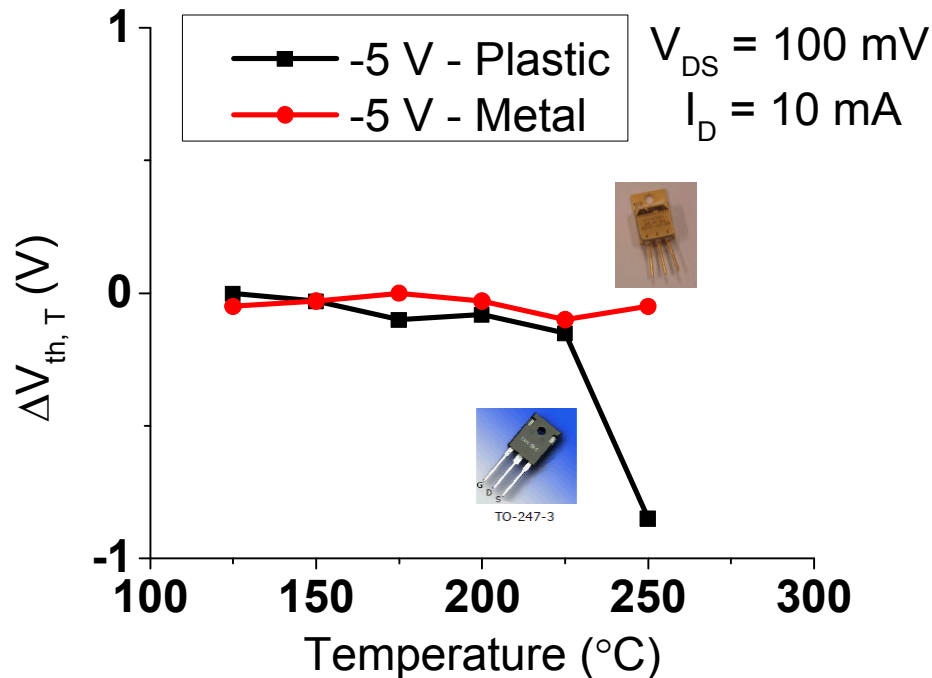 1
-5 V - Plastic
-5 V - Metal
V_DS = 100 mV
I_D = 10 mA
ΔV_th, T (V)
0
G
D
S
TO-247-3
-1
100
150
200
250
300
Temperature (°C)